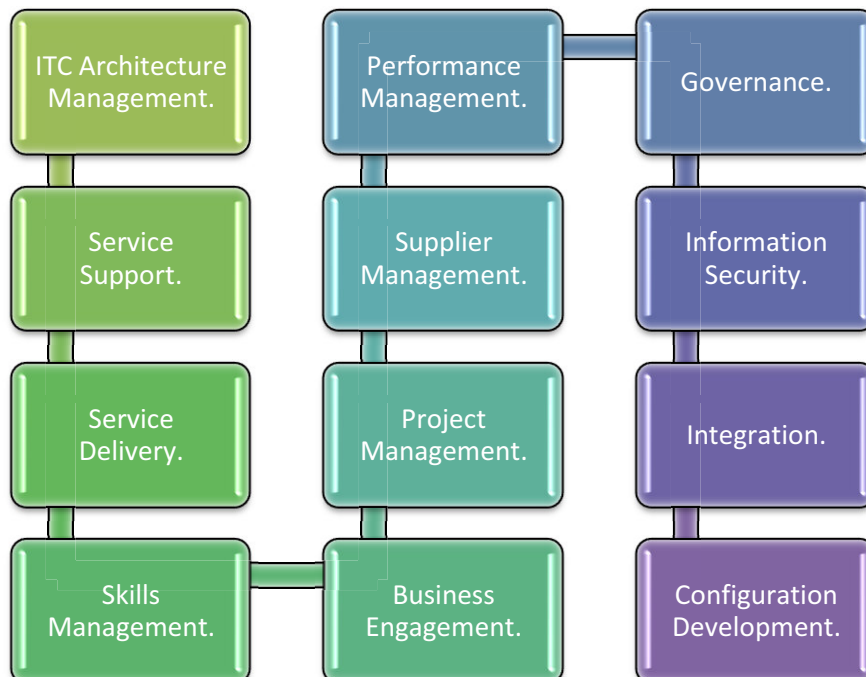 ITC Architecture
Management.
Service
Support.
Service
Delivery.
Skills
Management.
Business
Engagement.
Project
Management.
Supplier
Management.
Performance
Management.
Governance.
Information
Security.
Integration.
Configuration
Development.